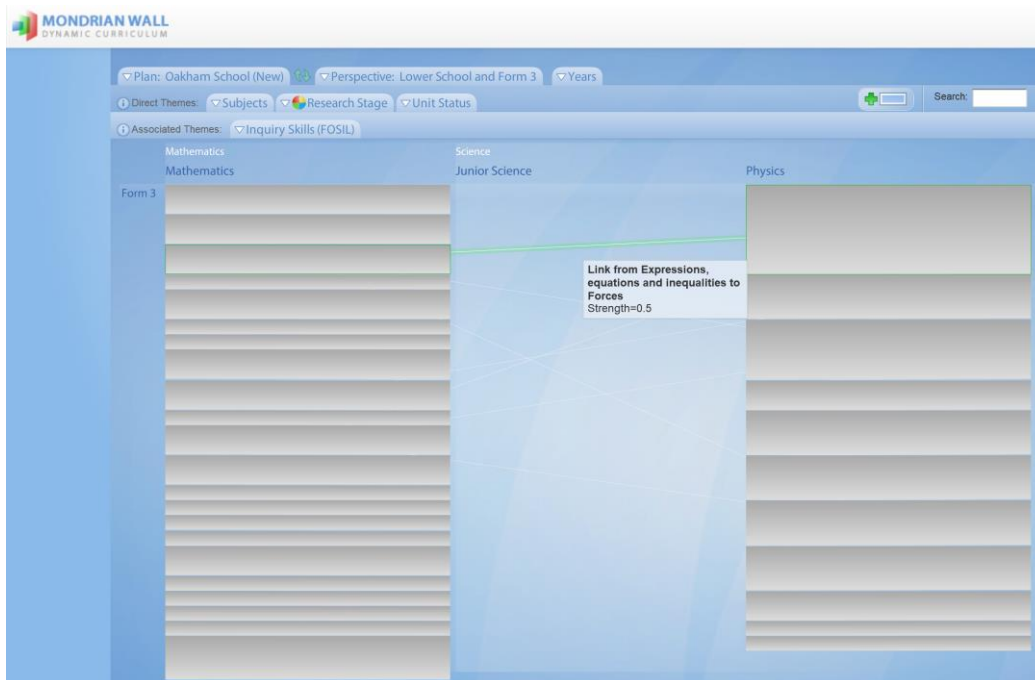 MONDRIAN WALL
DYNAMIC CURRICULUM
Plan: Oakham School (New) Perspective: Lower School and Form 3 Years
Direct Themes: Subjects Research Stage Unit Status Search:
Associated Themes: Inquiry Skills (FOSIL)
Mathematics Science
Mathematics Junior Science Physics
Form 3
Link from Expressions,
equations and inequalities to
Forces
Strength=0.5